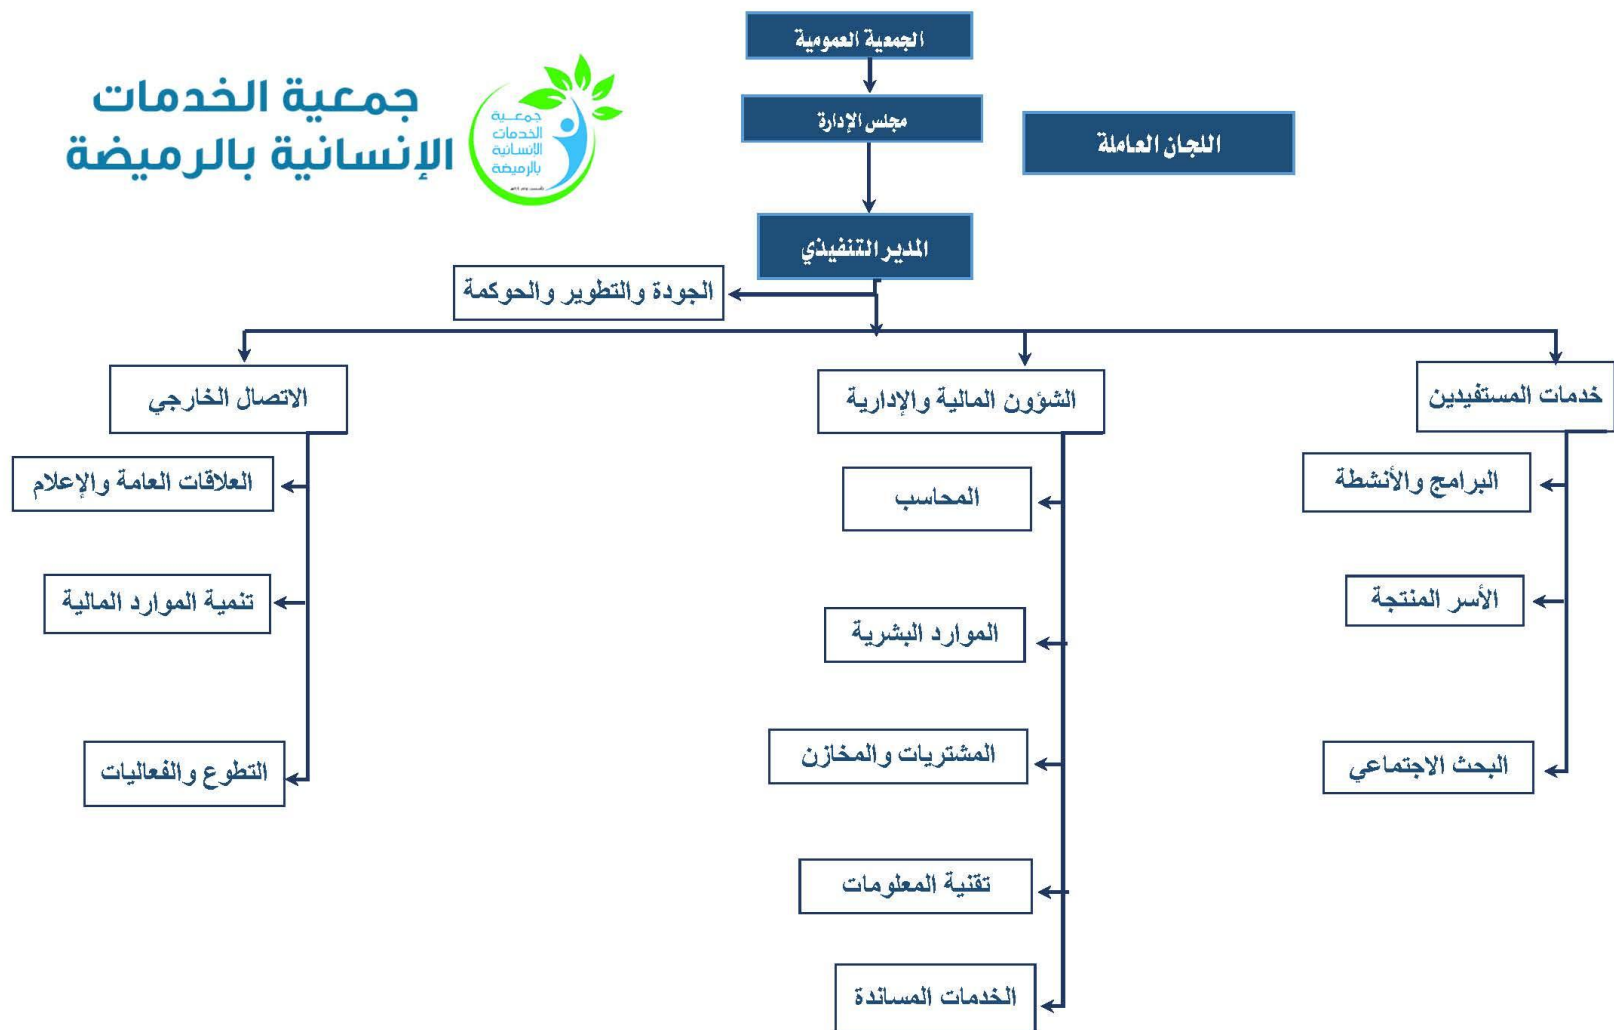 الجمعية العمومية
جمعية الخدمات
الإنسانية بالرميضة
جمعية
الخدمات
الإنسانية
بالرميضة
مجلس الإدارة
اللجان العاملة
المدير التنفيذي
الجودة والتطوير والحوكمة
خدمات المستفيدين
الشؤون المالية والإدارية
الاتصال الخارجي
البرامج والأنشطة
المحاسب
العلاقات العامة والإعلام
الأسر المنتجة
الموارد البشرية
تنمية الموارد المالية
البحث الاجتماعي
المشتريات والمخازن
التطوع والفعاليات
تقنية المعلومات
الخدمات المساندة